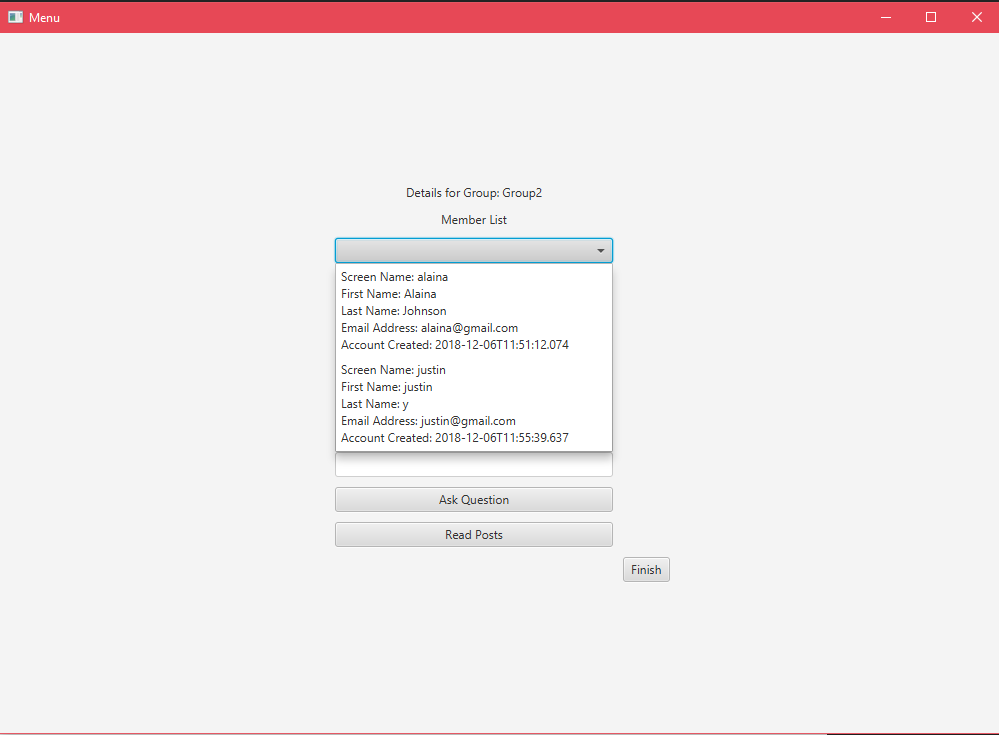 Menu
Details for Group: Group2
Member List
Screen Name: alaina
First Name: Alaina
Last Name: Johnson
Email Address: alaina@gmail.com
Account Created: 2018-12-06T11:51:12.074
Screen Name: justin
First Name: justin
Last Name: y
Email Address: justin@gmail.com
Account Created: 2018-12-06T11:55:39.637
Ask Question
Read Posts
Finish